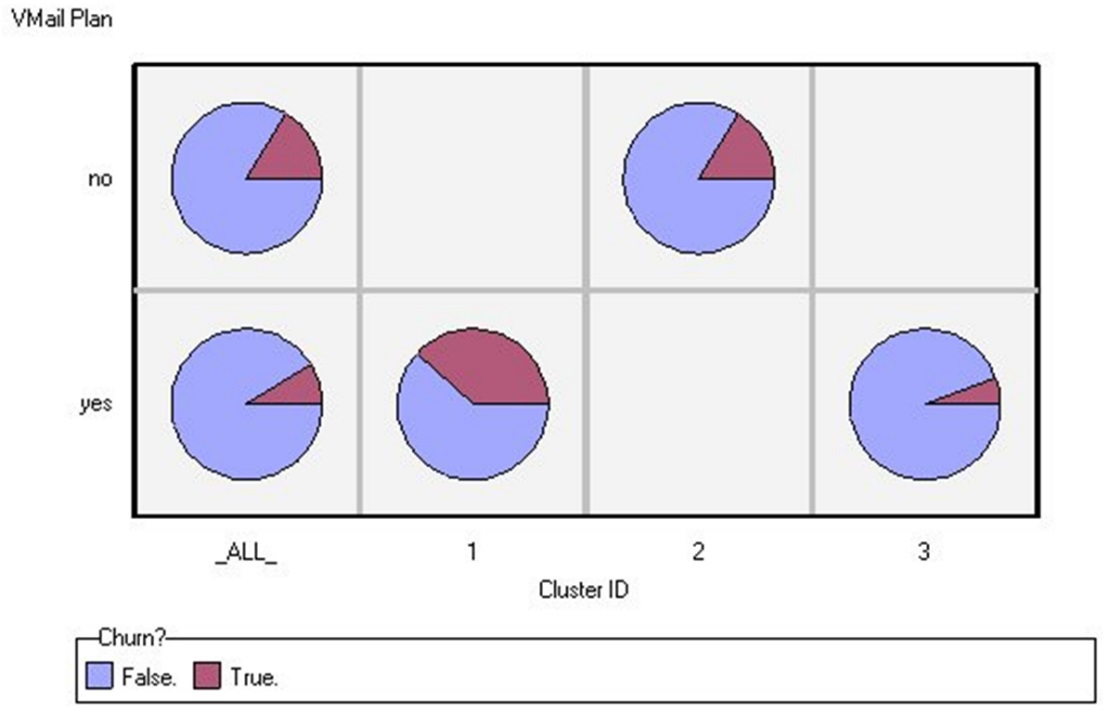 VMail Plan
no
yes
_ALL_ 1 2 3
Cluster ID
Churn?
False. True.